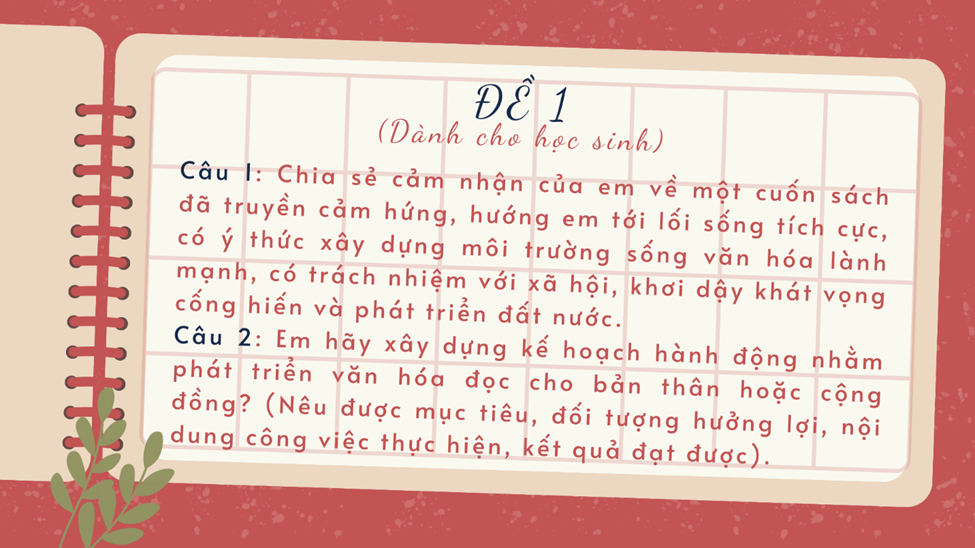 ĐỀ 1
(Dành cho học sinh)
Câu 1: Chia sẻ cảm nhận của em về một cuốn sách
đã truyền cảm hứng, hướng em tới lối sống tích cực,
có ý thức xây dựng môi trường sống văn hóa lành
mạnh, có trách nhiệm với xã hội, khơi dậy khát vọng
cống hiến và phát triển đất nước.
Câu 2: Em hãy xây dựng kế hoạch hành động nhằm
phát triển văn hóa đọc cho bản thân hoặc cộng
đồng? (Nêu được mục tiêu, đối tượng hưởng lợi, nội
dung công việc thực hiện, kết quả đạt được).